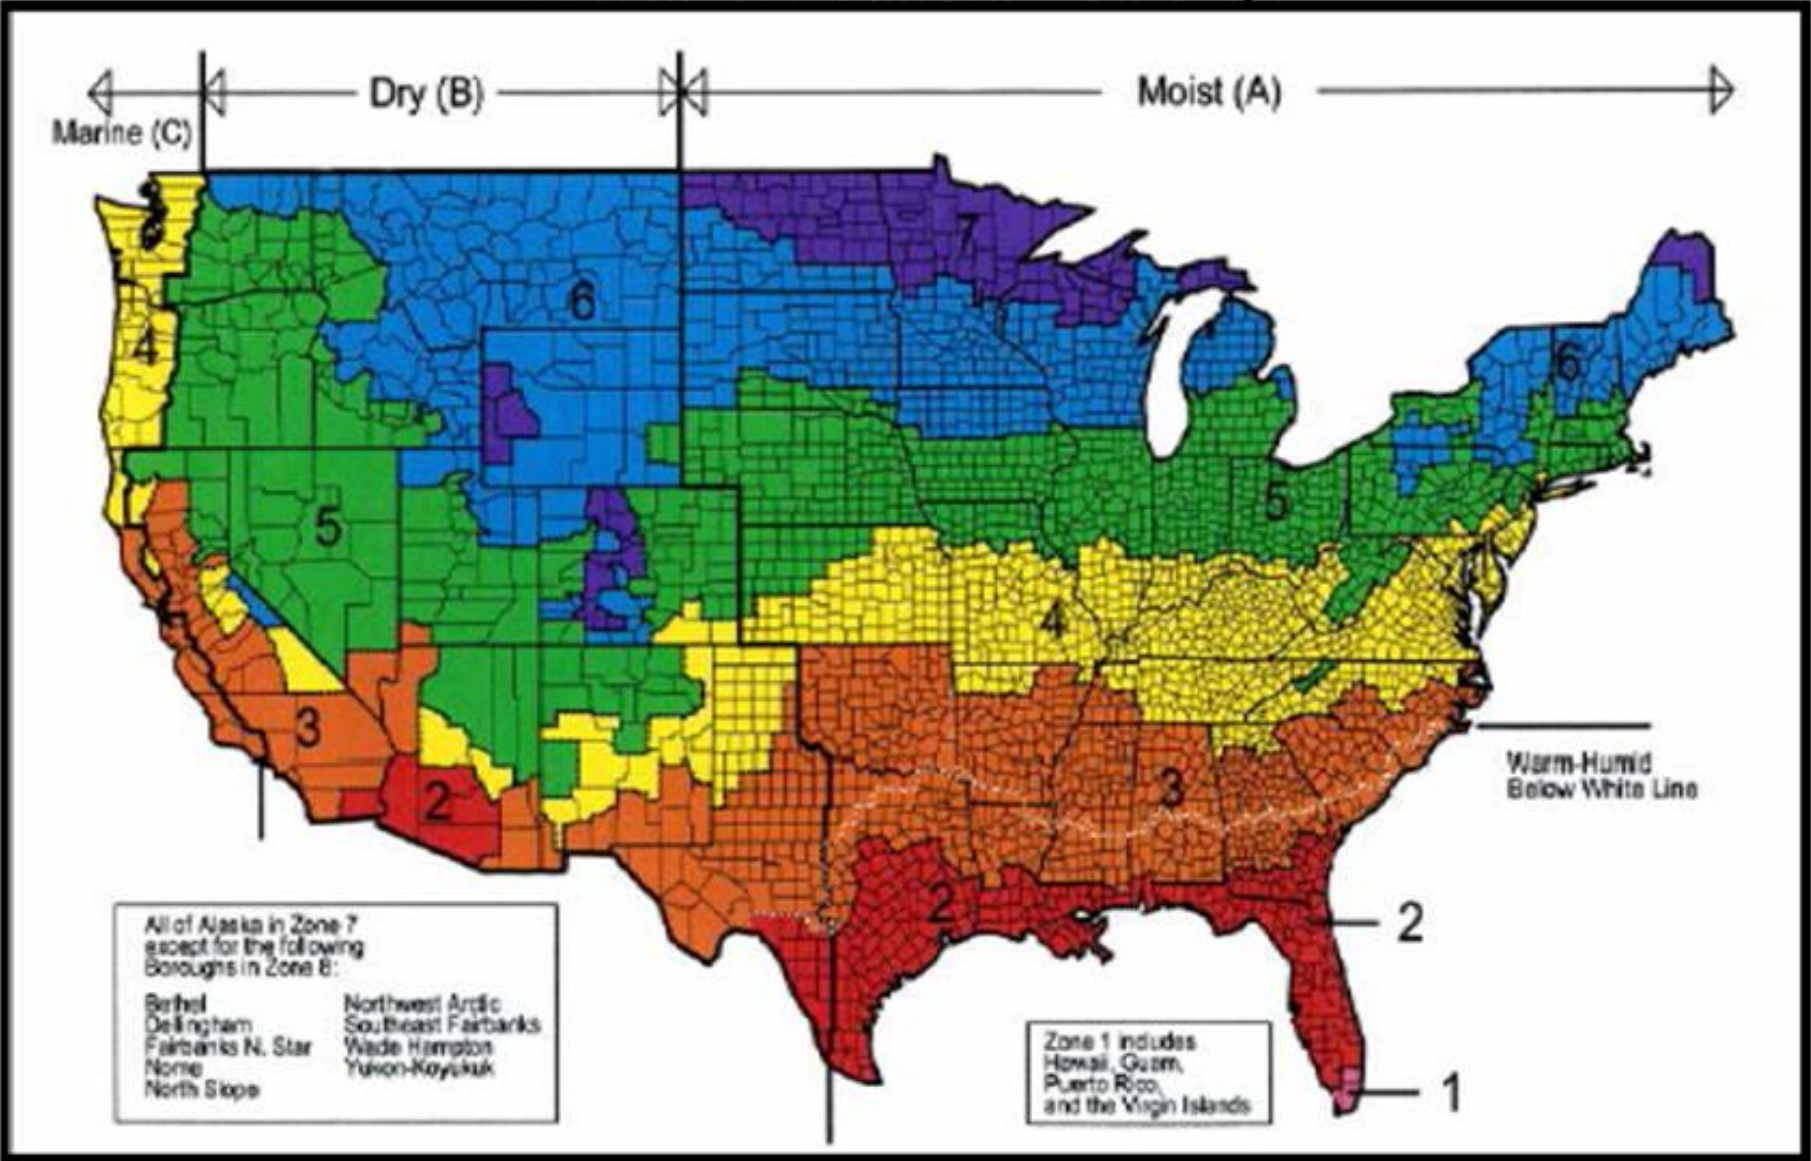 Dry (B)
Moist (A)
Marine (C)
7
6
4
6
5
5
4
3
3
2
2
Warm-Humid
Below White Line
2
1
All of Alaska in Zone 7
except for the following
Boroughs in Zone 8:
Bethel
Dellingham
Fairbanks N. Star
Nome
North Slope
Northwest Arctic
Southeast Fairbanks
Wade Hampton
Yukon-Koyukuk
Zone 1 includes
Hawaii, Guam,
Puerto Rico,
and the Virgin Islands